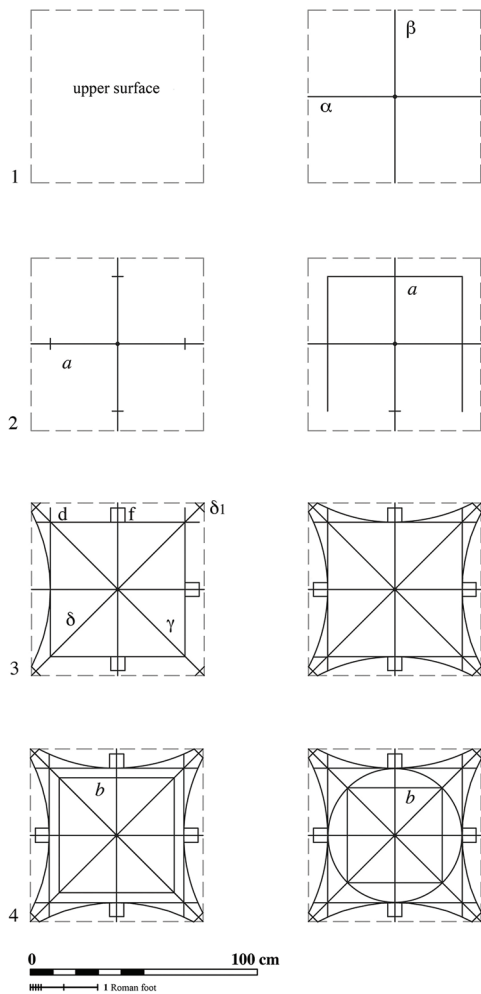 upper surface
β
α
1
a
a
2
d f δ1
δ γ
3
b
b
4
0 100 cm
1 Roman foot